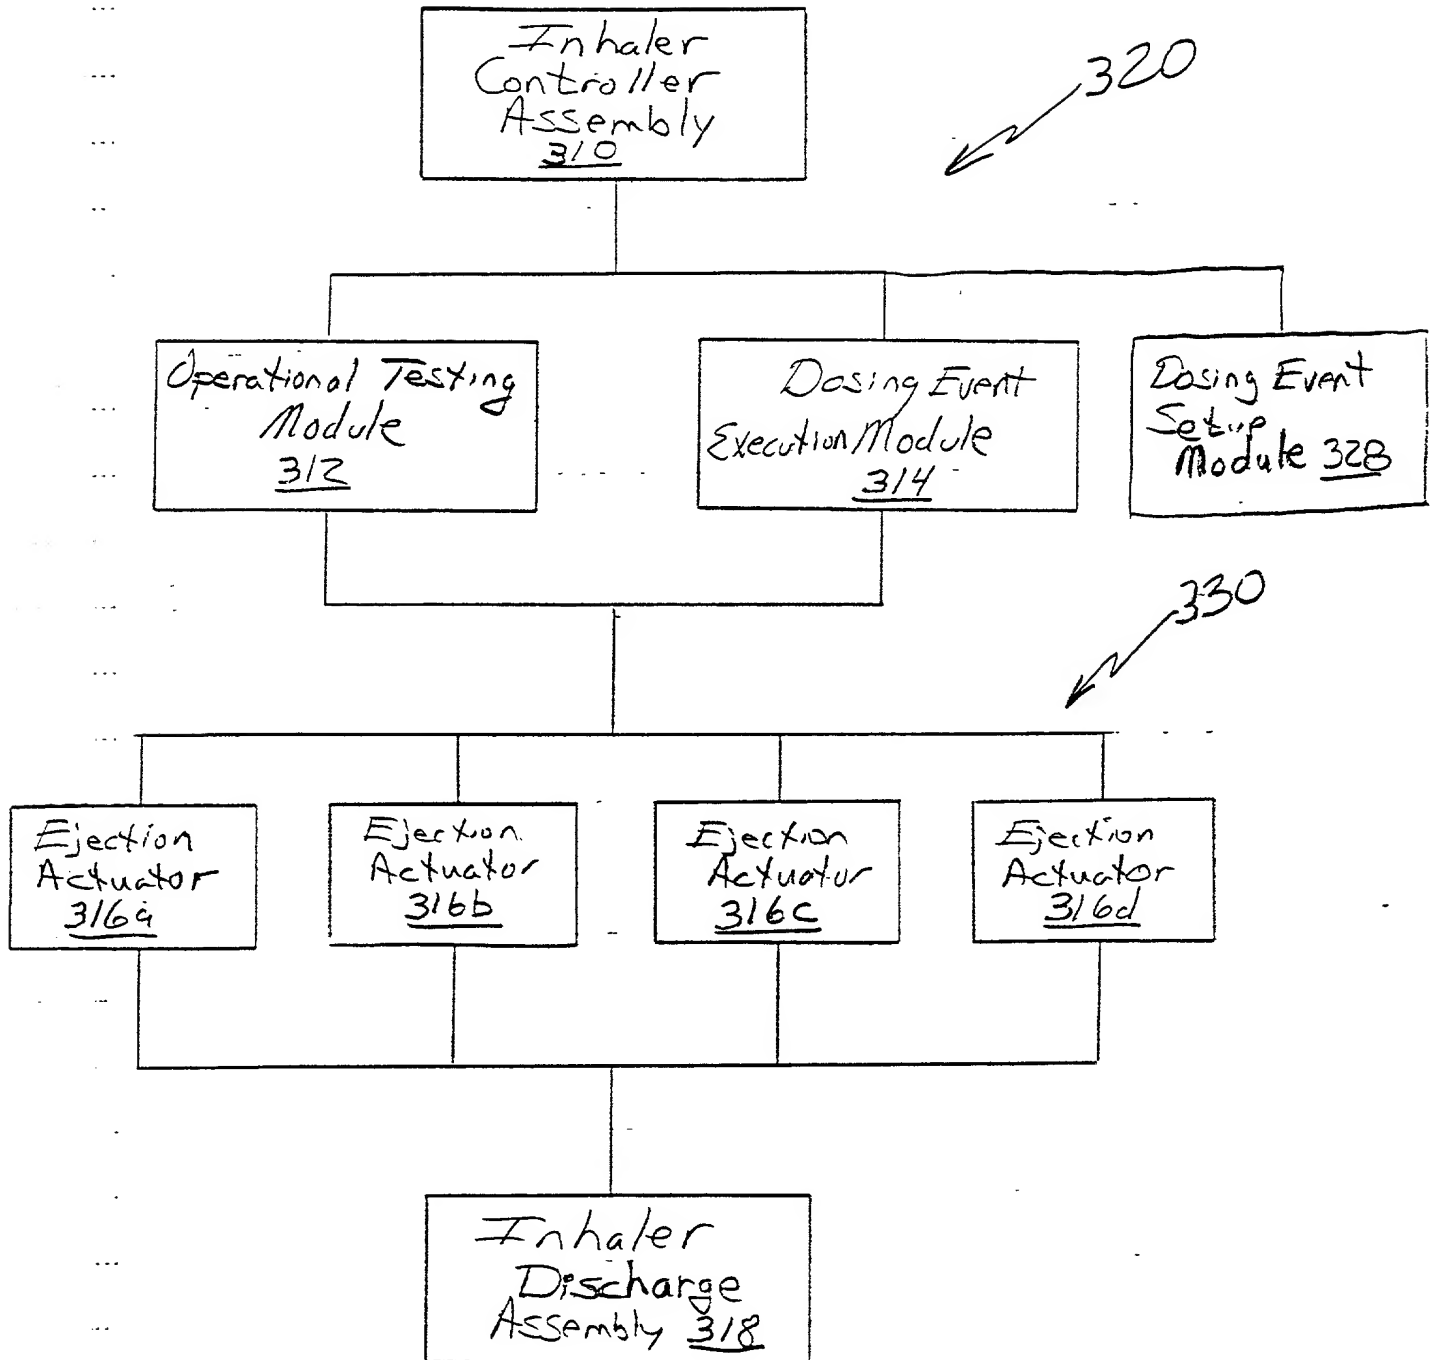 Inhaler
Controller
Assembly
310
320
Operational Testing
Module
312
Dosing Event
Execution Module
314
Dosing Event
Setup
Module 328
330
Ejection
Actuator
316a
Ejection
Actuator
316b
Ejection
Actuator
316c
Ejection
Actuator
316d
Inhaler
Discharge
Assembly 318